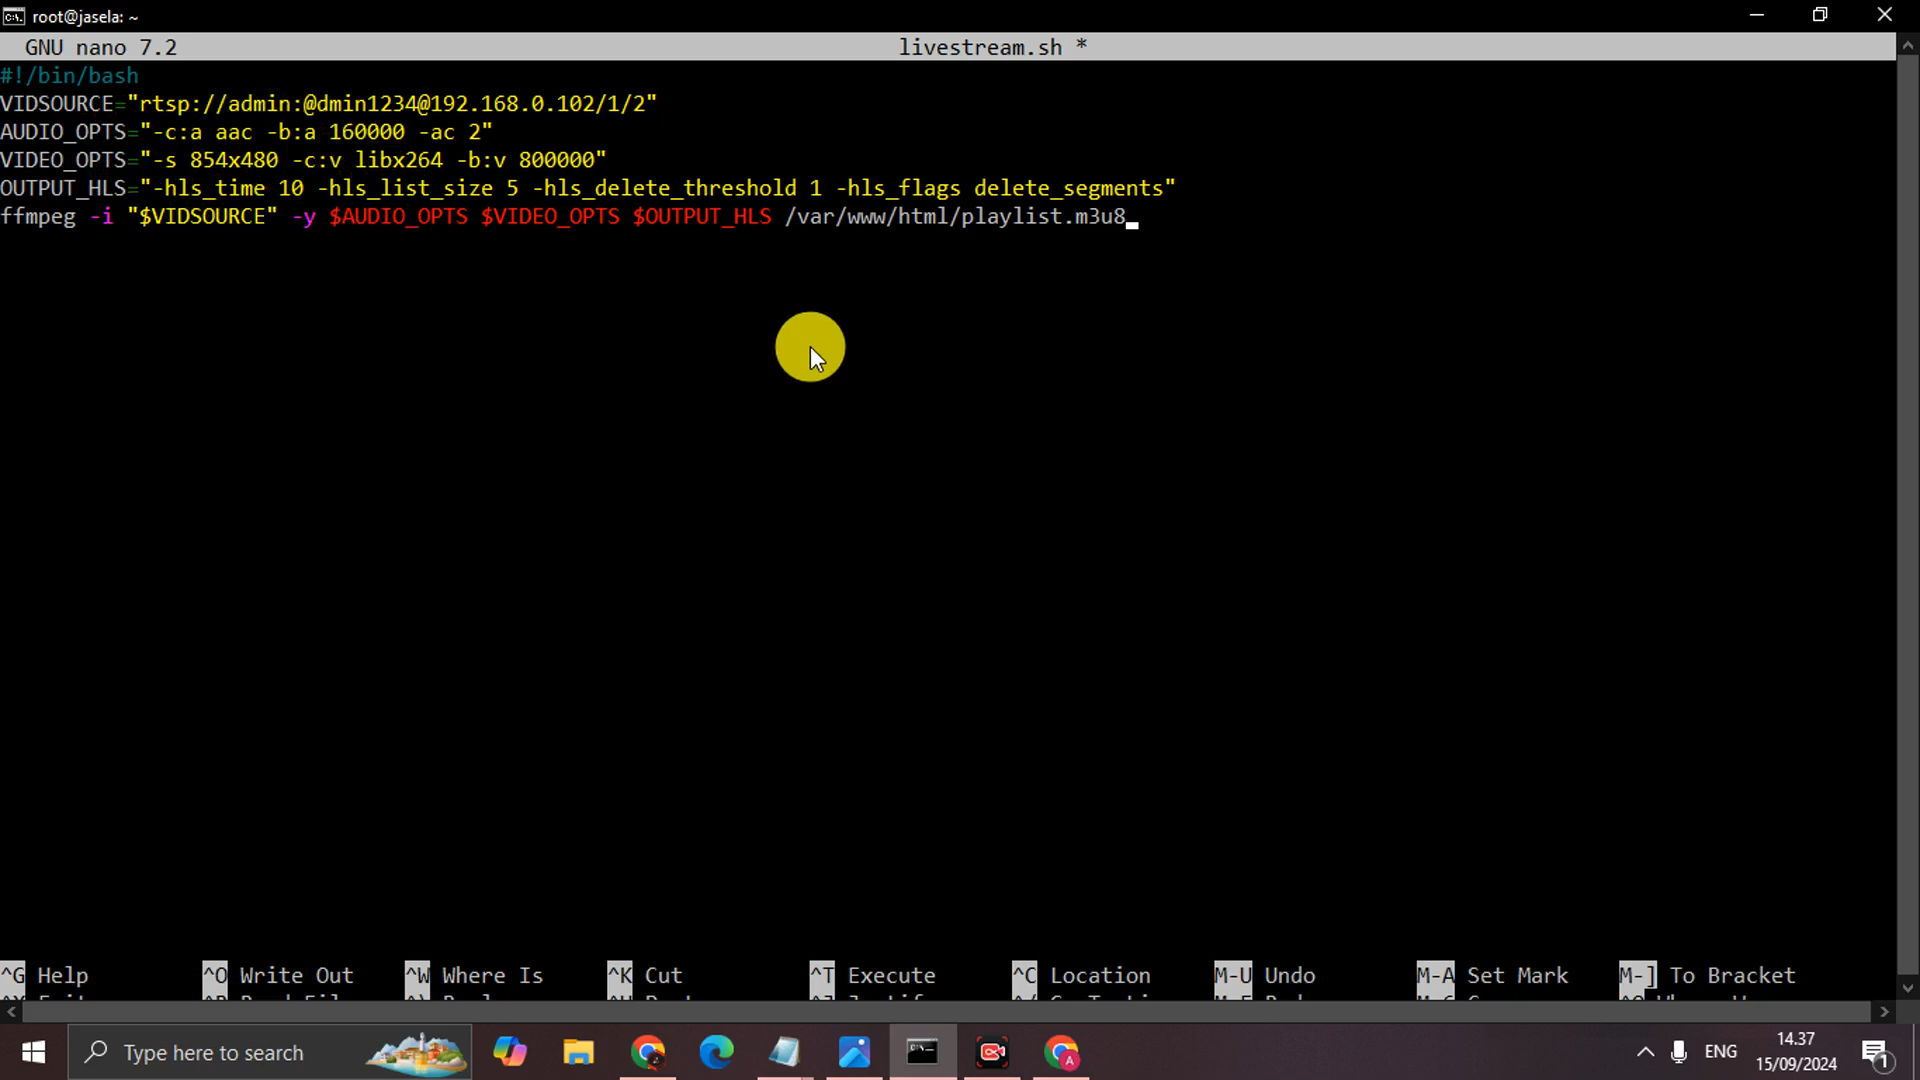 root@jasela: ~
GNU nano 7.2 livestream.sh *
#!/bin/bash
VIDSOURCE="rtsp://admin:@dmin1234@192.168.0.102/1/2"
AUDIO_OPTS="-c:a aac -b:a 160000 -ac 2"
VIDEO_OPTS="-s 854x480 -c:v libx264 -b:v 800000"
OUTPUT_HLS="-hls_time 10 -hls_list_size 5 -hls_delete_threshold 1 -hls_flags delete_segments"
ffmpeg -i "$VIDSOURCE" -y $AUDIO_OPTS $VIDEO_OPTS $OUTPUT_HLS /var/www/html/playlist.m3u8
^G Help ^O Write Out ^W Where Is ^K Cut ^T Execute ^C Location M-U Undo M-A Set Mark M-] To Bracket
Type here to search ENG 14.37
15/09/2024 1